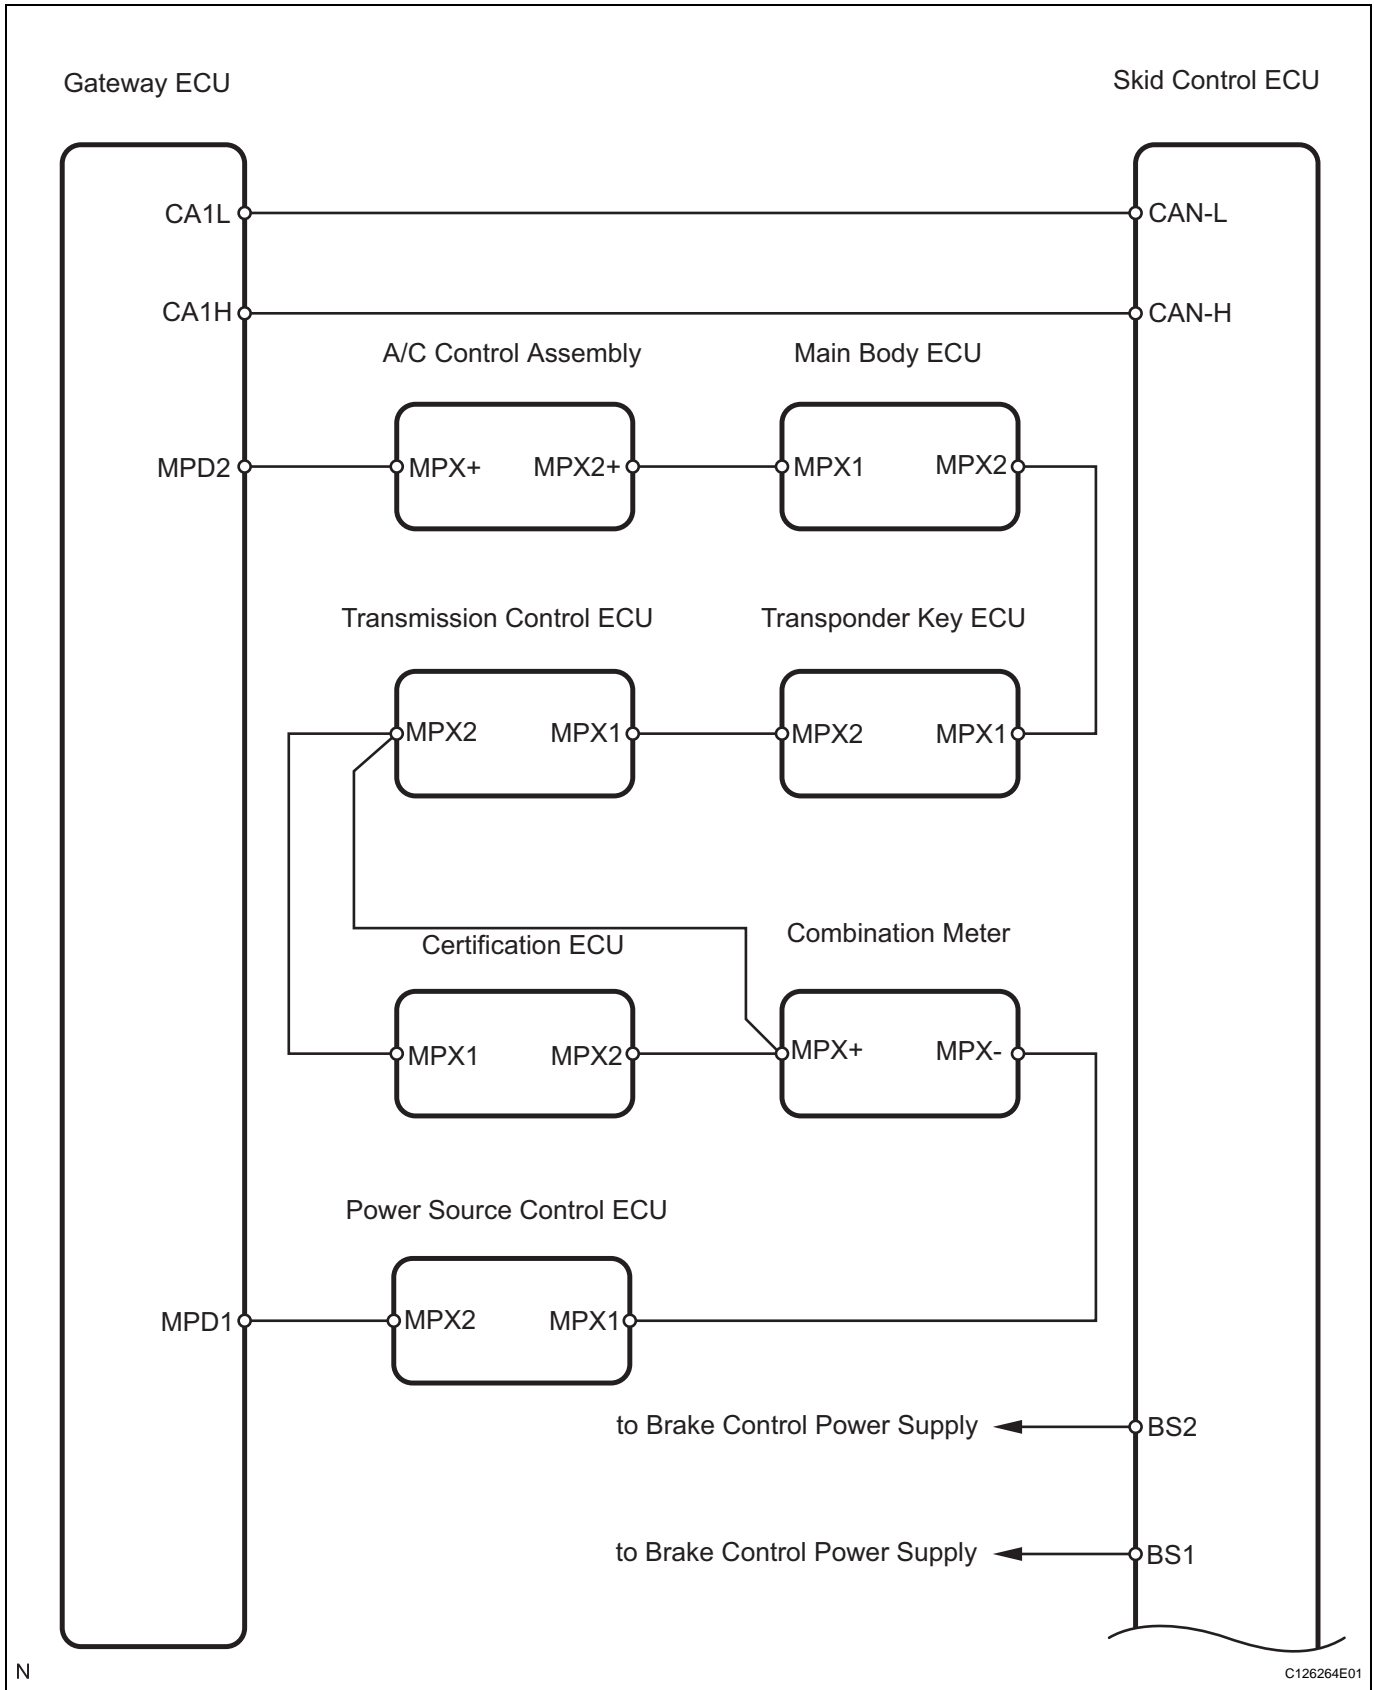 Gateway ECU
Skid Control ECU
CA1L
CAN-L
CA1H
CAN-H
A/C Control Assembly
Main Body ECU
MPD2
MPX+
MPX2+
MPX1
MPX2
Transmission Control ECU
Transponder Key ECU
MPX2
MPX1
MPX2
MPX1
Certification ECU
Combination Meter
MPX1
MPX2
MPX+
MPX-
Power Source Control ECU
MPD1
MPX2
MPX1
to Brake Control Power Supply
BS2
to Brake Control Power Supply
BS1
N
C126264E01